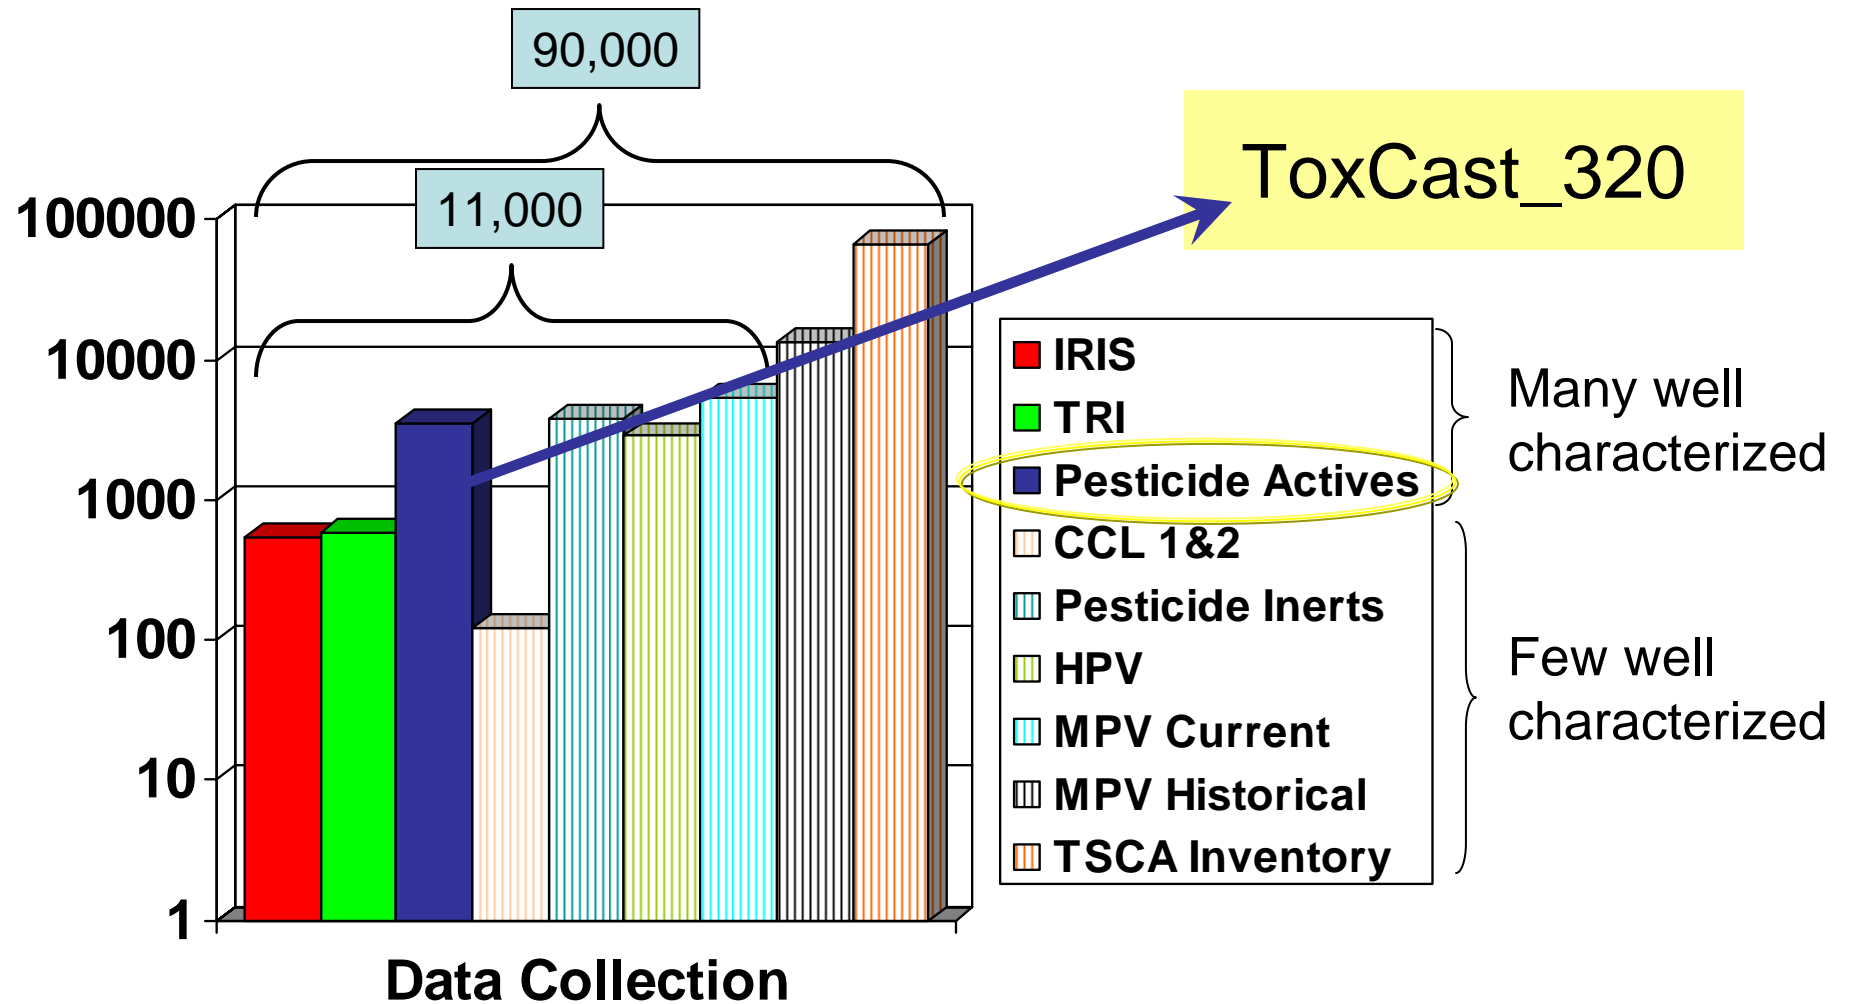 90,000
11,000
ToxCast_320
100000
10000
1000
100
10
1
Data Collection
IRIS
TRI
Pesticide Actives
CCL 1&2
Pesticide Inerts
HPV
MPV Current
MPV Historical
TSCA Inventory
Many well
characterized
Few well
characterized